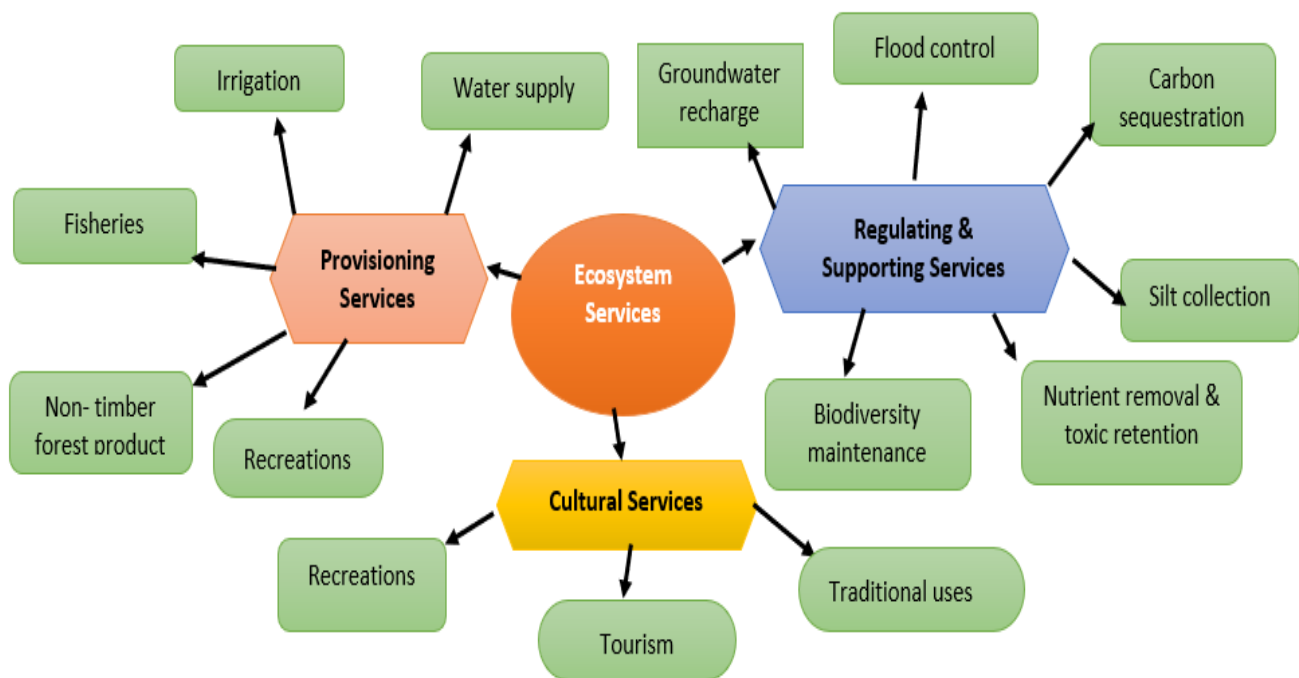 Irrigation
Water supply
Fisheries
Provisioning
Services
Non- timber
forest product
Recreations
Ecosystem
Services
Groundwater
recharge
Flood control
Carbon
sequestration
Regulating &
Supporting Services
Silt collection
Biodiversity
maintenance
Nutrient removal &
toxic retention
Cultural Services
Recreations
Tourism
Traditional uses